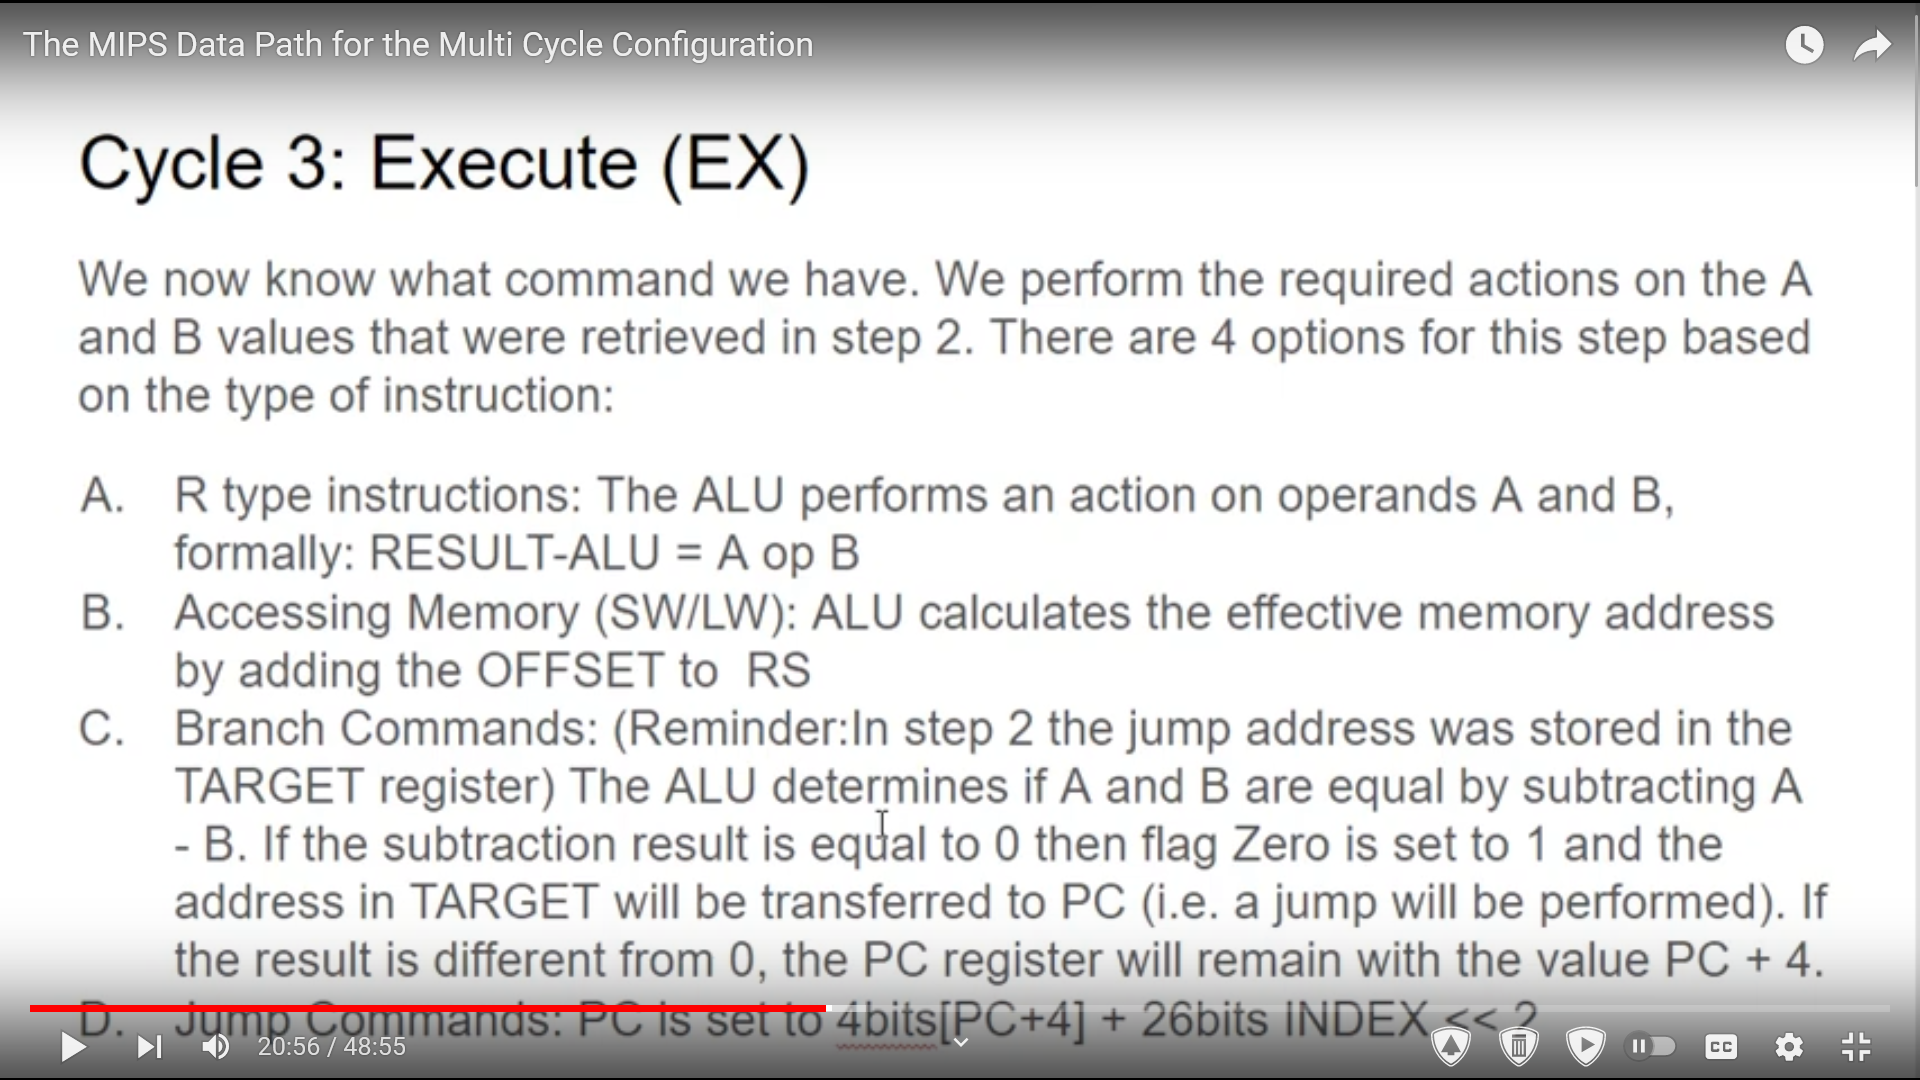 The MIPS Data Path for the Multi Cycle Configuration
Cycle 3: Execute (EX)
We now know what command we have. We perform the required actions on the A
and B values that were retrieved in step 2. There are 4 options for this step based
on the type of instruction:
A. R type instructions: The ALU performs an action on operands A and B,
formally: RESULT-ALU = A op B
B. Accessing Memory (SW/LW): ALU calculates the effective memory address
by adding the OFFSET to  RS
C. Branch Commands: (Reminder:In step 2 the jump address was stored in the
TARGET register) The ALU determines if A and B are equal by subtracting A
- B. If the subtraction result is equal to 0 then flag Zero is set to 1 and the
address in TARGET will be transferred to PC (i.e. a jump will be performed). If
the result is different from 0, the PC register will remain with the value PC + 4.
D. Jump Commands: PC is set to 4bits[PC+4] + 26bits INDEX << 2
20:56 / 48:55
CC